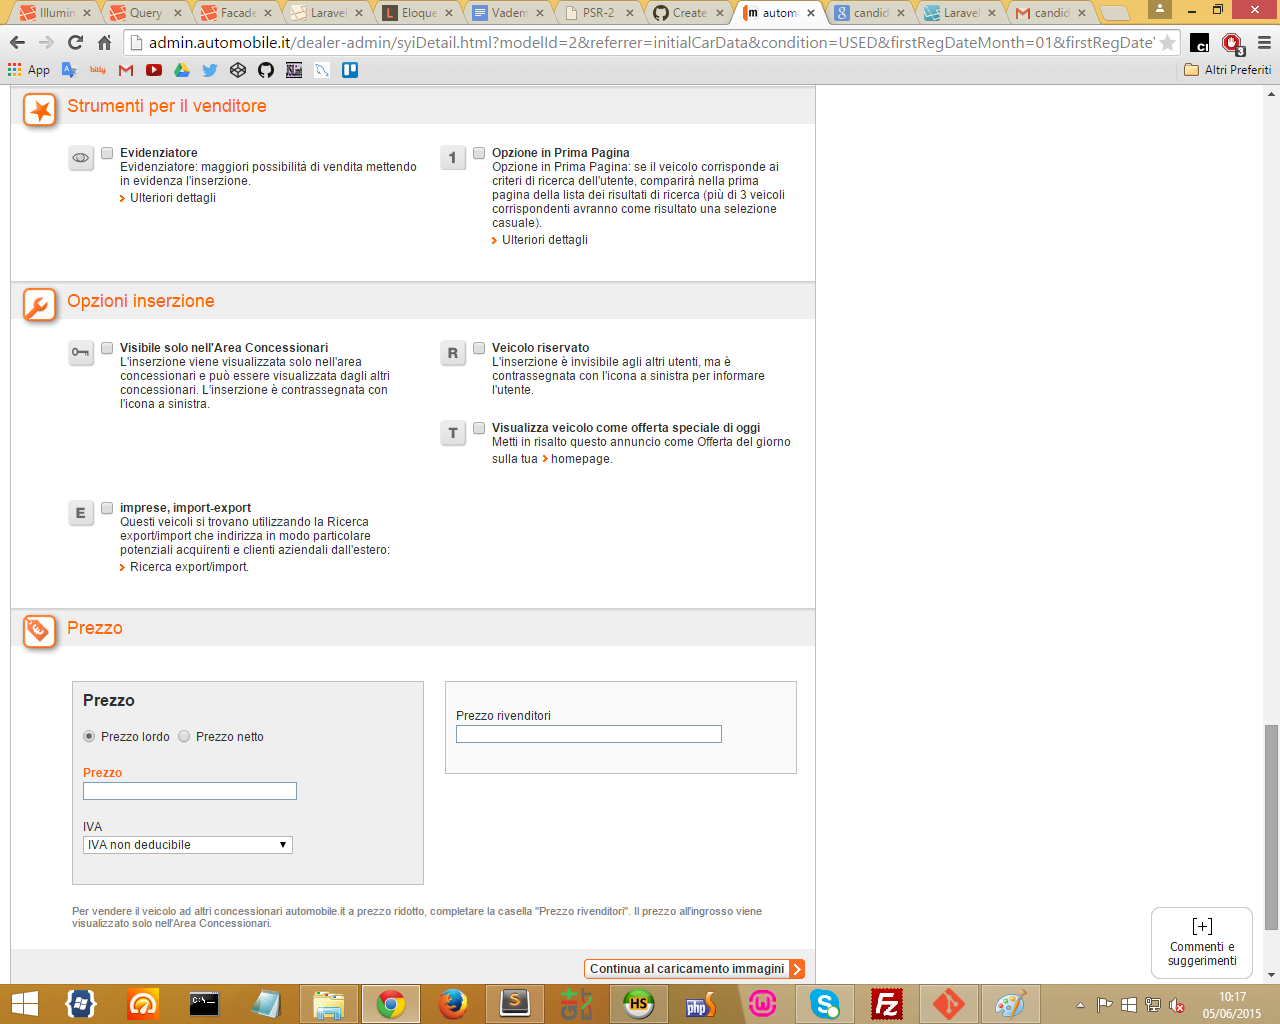 Illumin
Query
Facade
Laravel
Eloque
Vadem
PSR-2
Create
autom
candid
Laravel
candid
admin.automobile.it/dealer-admin/syiDetail.html?modelId=2&referrer=initialCarData&condition=USED&firstRegDateMonth=01&firstRegDate
App
bitly
Altri Preferiti
Strumenti per il venditore
Evidenziatore
Evidenziatore: maggiori possibilità di vendita mettendo
in evidenza l'inserzione.
Ulteriori dettagli
1
Opzione in Prima Pagina
Opzione in Prima Pagina: se il veicolo corrisponde ai
criteri di ricerca dell'utente, comparirà nella prima
pagina della lista dei risultati di ricerca (più di 3 veicoli
corrispondenti avranno come risultato una selezione
casuale).
Ulteriori dettagli
Opzioni inserzione
Visibile solo nell'Area Concessionari
L'inserzione viene visualizzata solo nell'area
concessionari e può essere visualizzata dagli altri
concessionari. L'inserzione è contrassegnata con
l'icona a sinistra.
R
Veicolo riservato
L'inserzione è invisibile agli altri utenti, ma è
contrassegnata con l'icona a sinistra per informare
l'utente.
T
Visualizza veicolo come offerta speciale di oggi
Metti in risalto questo annuncio come Offerta del giorno
sulla tua homepage.
E
imprese, import-export
Questi veicoli si trovano utilizzando la Ricerca
export/import che indirizza in modo particolare
potenziali acquirenti e clienti aziendali dall'estero:
Ricerca export/import.
Prezzo
Prezzo
Prezzo lordo Prezzo netto
Prezzo
IVA
IVA non deducibile
Prezzo rivenditori
Per vendere il veicolo ad altri concessionari automobile.it a prezzo ridotto, completare la casella "Prezzo rivenditori". Il prezzo all'ingrosso viene
visualizzato solo nell'Area Concessionari.
Continua al caricamento immagini
[+]
Commenti e
suggerimenti
10:17
05/06/2015